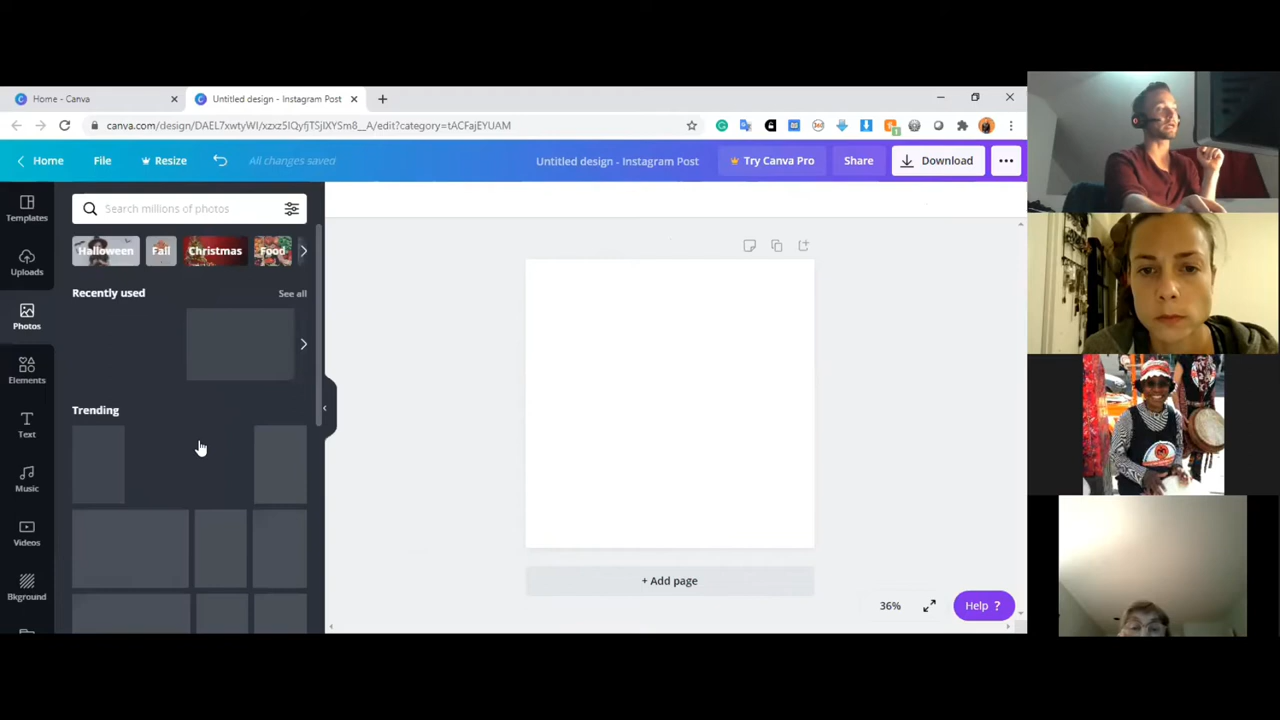 Home - Canva
Untitled design - Instagram Post
canva.com/design/DAEL7xwtyWI/xzxz5IQyfjTSjIXYSm8__A/edit?category=tACFajEYUAM
Home
File
Resize
All changes saved
Untitled design - Instagram Post
Try Canva Pro
Share
Download
Templates
Uploads
Photos
Elements
Text
Music
Videos
Bkground
Search millions of photos
Halloween
Fall
Christmas
Food
Recently used
See all
Trending
+ Add page
36%
Help ?